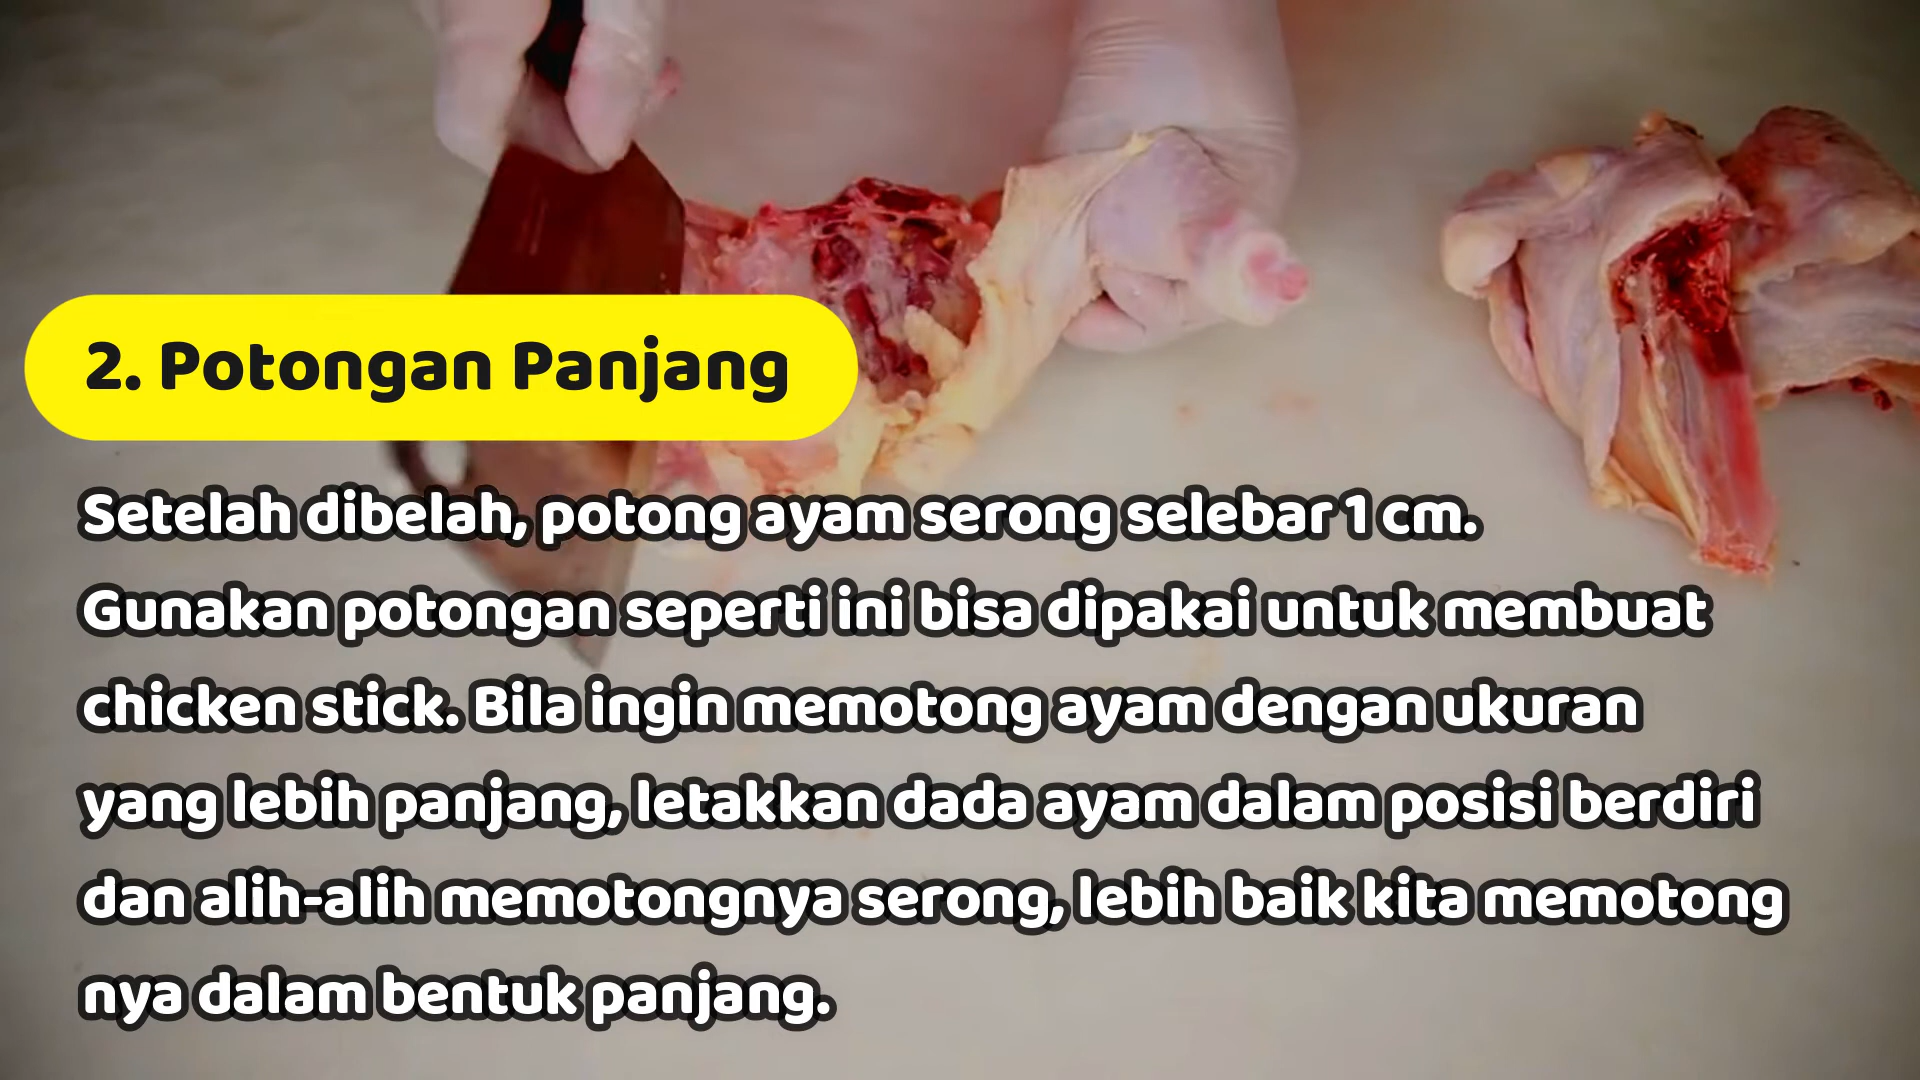 2. Potongan Panjang
Setelah dibelah, potong ayam serong selebar 1 cm.
Gunakan potongan seperti ini bisa dipakai untuk membuat
chicken stick. Bila ingin memotong ayam dengan ukuran
yang lebih panjang, letakkan dada ayam dalam posisi berdiri
dan alih-alih memotongnya serong, lebih baik kita memotong
nya dalam bentuk panjang.